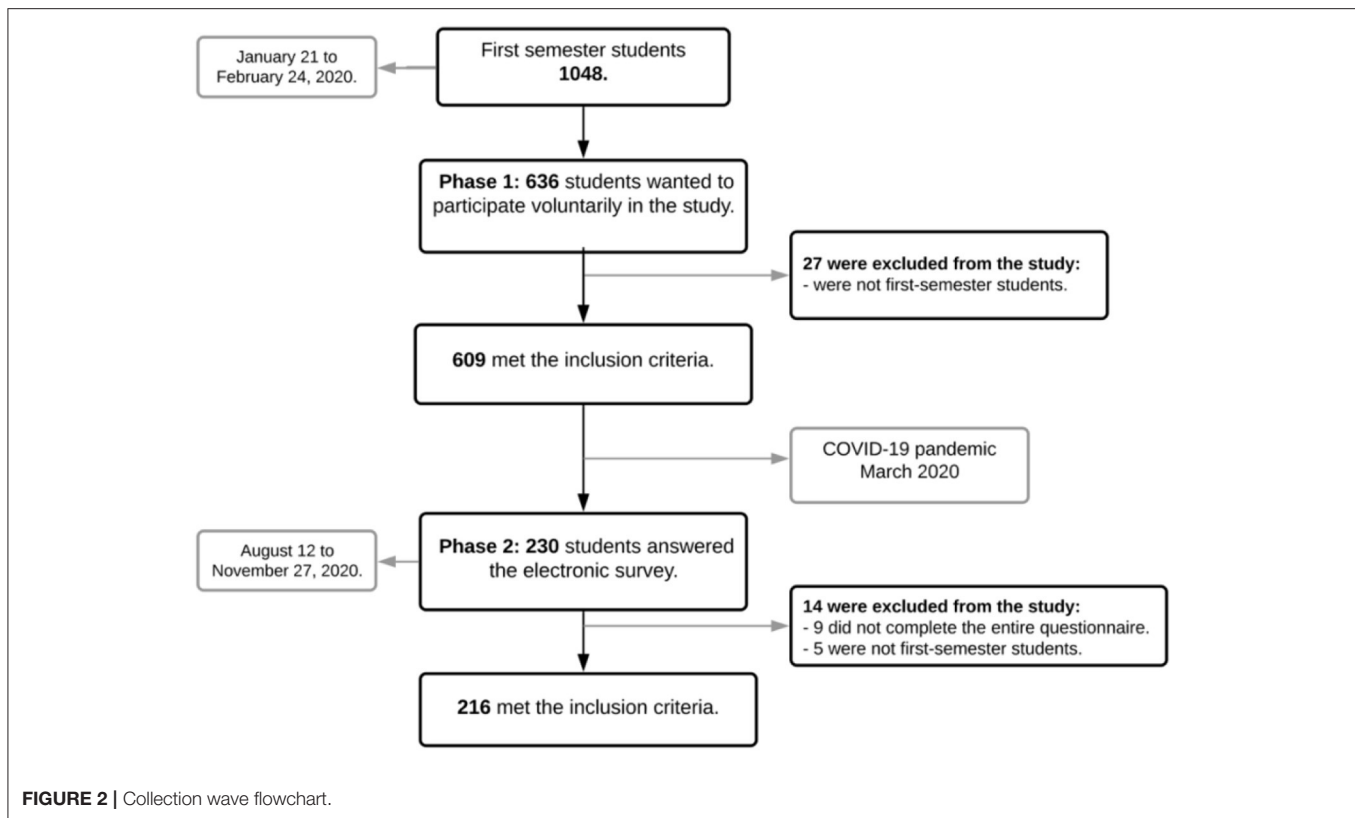 January 21 to
February 24, 2020.
First semester students
1048.
Phase 1: 636 students wanted to
participate voluntarily in the study.
27 were excluded from the study:
- were not first-semester students.
609 met the inclusion criteria.
COVID-19 pandemic
March 2020
August 12 to
November 27, 2020.
Phase 2: 230 students answered
the electronic survey.
14 were excluded from the study:
- 9 did not complete the entire questionnaire.
- 5 were not first-semester students.
216 met the inclusion criteria.
FIGURE 2 | Collection wave flowchart.